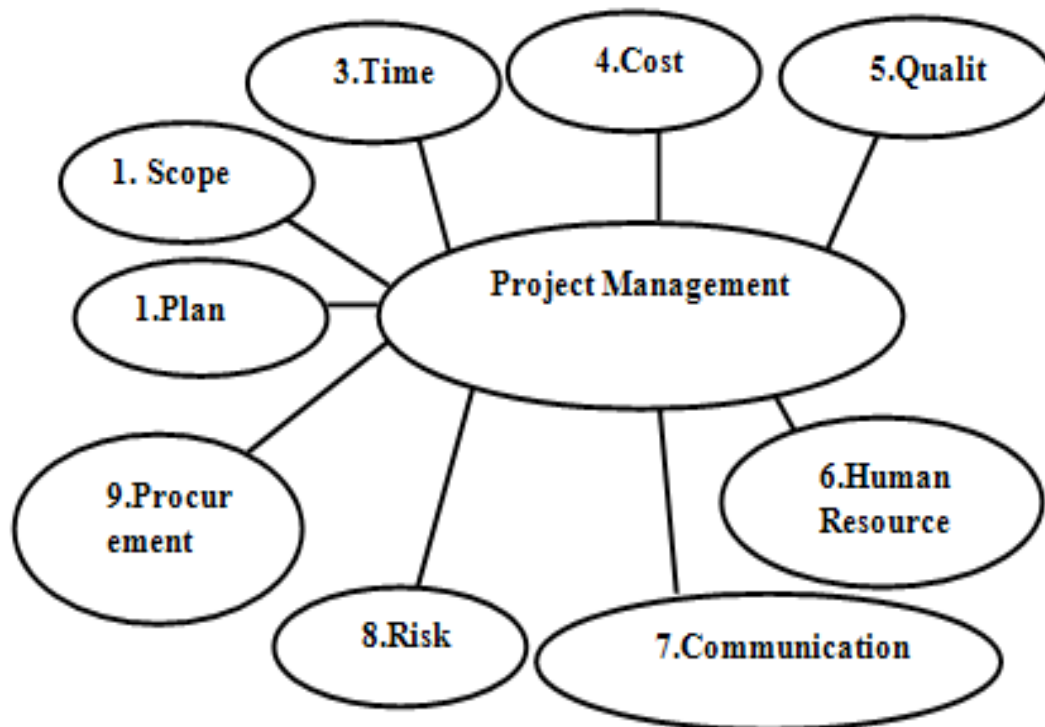 3.Time
4.Cost
5.Qualit
1. Scope
Project Management
1.Plan
9.Procur
ement
6.Human
Resource
8.Risk
7.Communication